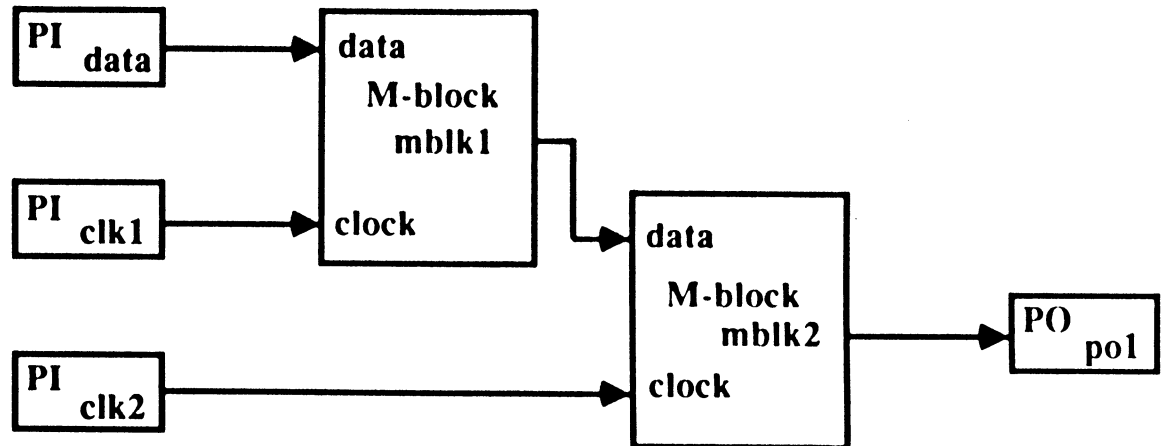 PI
data
data
M-block
mblk1
PI
clk1
clock
data
M-block
mblk2
PO
po1
PI
clk2
clock